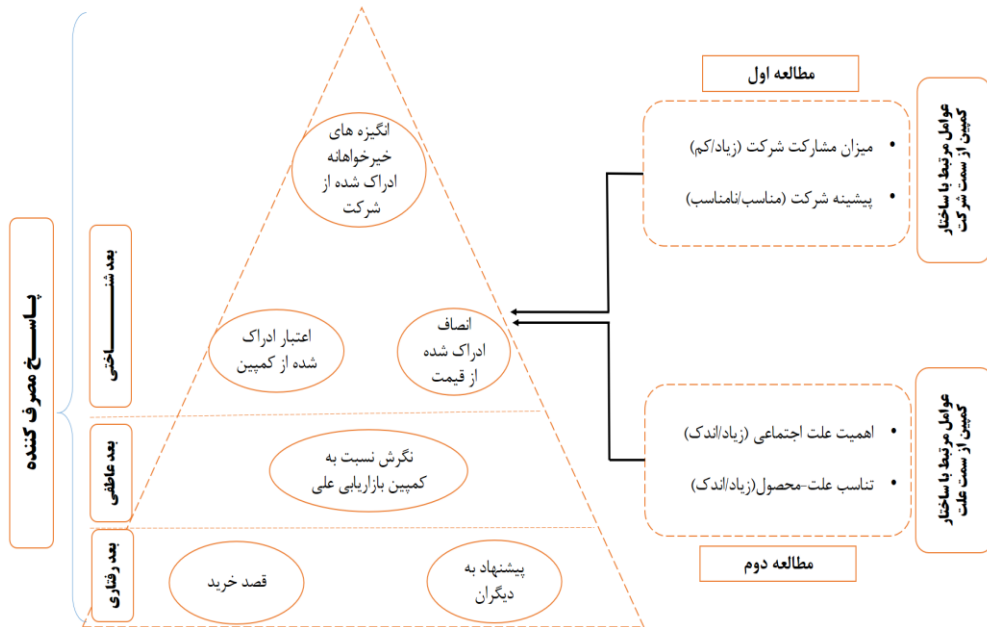 مطالعه اول
عوامل مرتبط با ساختار
کمپین از سمت شرکت
• میزان مشارکت شرکت (زیاد/کم)
• پیشینه شرکت (مناسب/نامناسب)
عوامل مرتبط با ساختار
کمپین از سمت علت
• اهمیت علت اجتماعی (زیاد/اندک)
• تناسب علت-محصول(زیاد/اندک)
مطالعه دوم
انگیزه های
خیرخواهانه
ادراک شده از
شرکت
انصاف
ادراک شده
از قیمت
اعتبار ادراک
شده از کمپین
نگرش نسبت به
کمپین بازاریابی علی
پیشنهاد به
دیگران
قصد خرید
بعد شنـــــــــاختی
بعد عاطفی
بعد رفتاری
پـاســـخ مصرف کننده